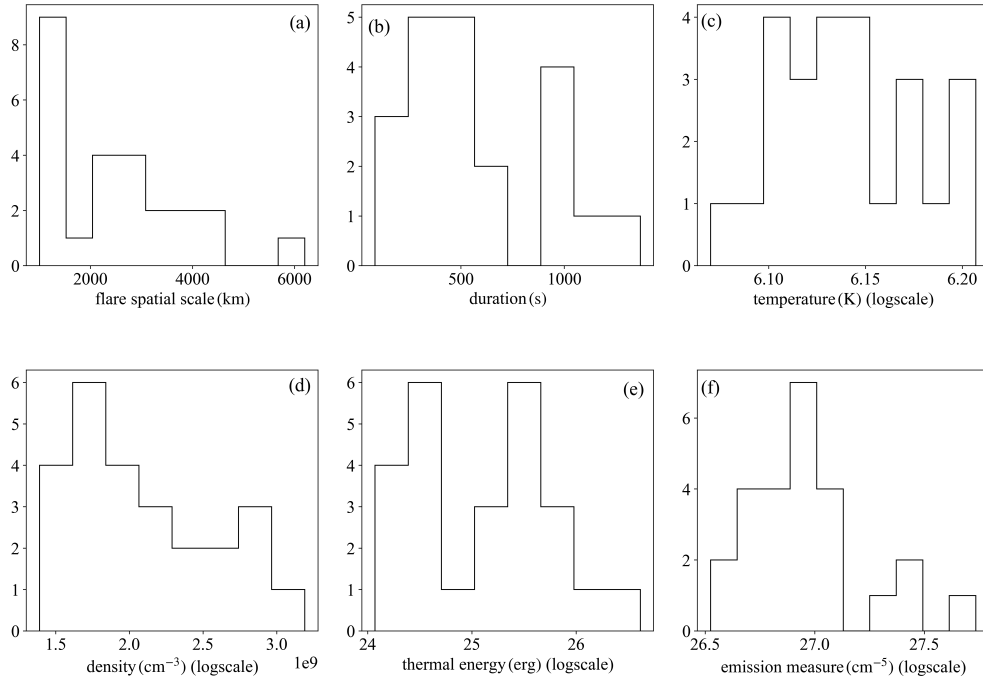 (a)
8
6
4
2
0
2000 4000 6000
flare spatial scale (km)
(b)
5
4
3
2
1
0
500 1000
duration (s)
(c)
4
3
2
1
0
6.10 6.15 6.20
temperature (K) (logscale)
(d)
6
5
4
3
2
1
0
1.5 2.0 2.5 3.0
density (cm⁻³) (logscale) 1e9
(e)
6
5
4
3
2
1
0
24 25 26
thermal energy (erg) (logscale)
(f)
6
4
2
0
26.5 27.0 27.5
emission measure (cm⁻⁵) (logscale)